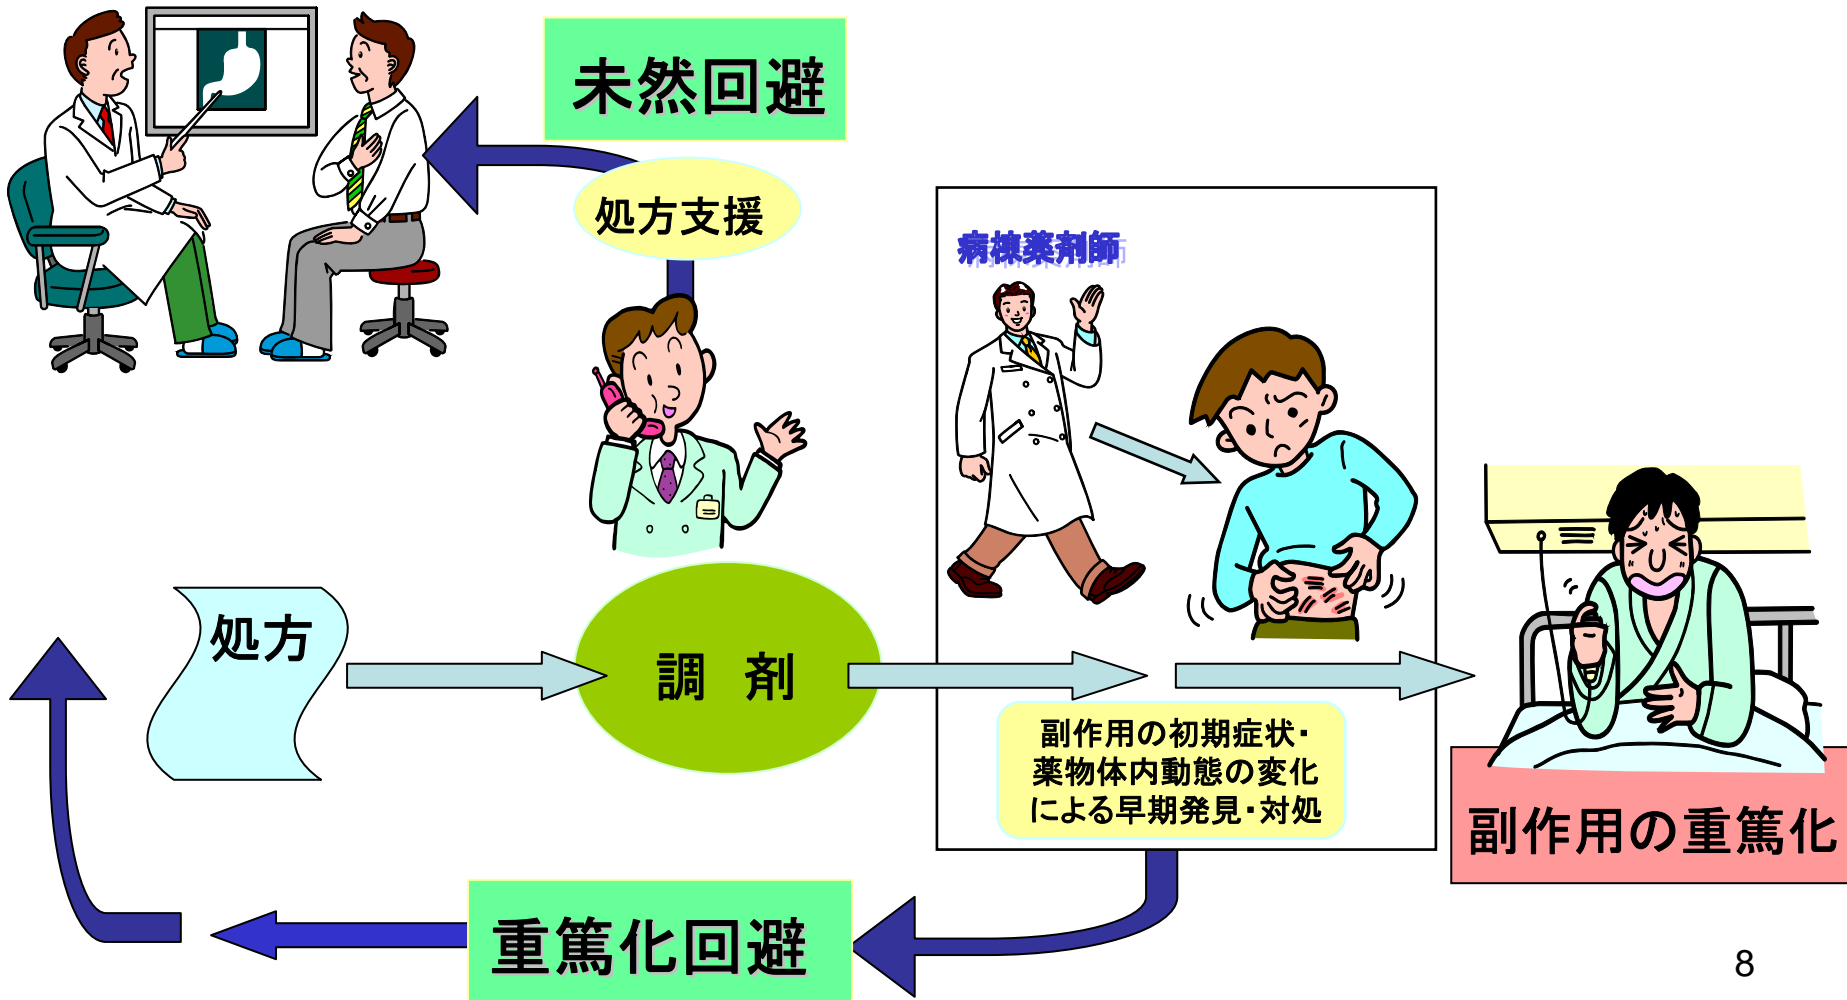 未然回避
処方支援
病棟薬剤師
処方
調　剤
副作用の初期症状・
薬物体内動態の変化
による早期発見・対処
副作用の重篤化
重篤化回避
8